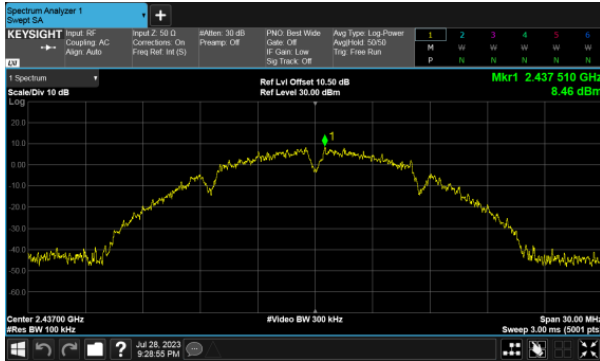 Spectrum Analyzer 1
Swept SA
+
KEYSIGHT
Input: RF
Coupling: AC
Align: Auto
Input Z: 50 Ω
Corrections: On
Freq Ref: Int (S)
#Atten: 30 dB
Preamp: Off
PNO: Best Wide
Gate: Off
IF Gain: Low
Sig Track: Off
Avg Type: Log-Power
Avg|Hold: 50/50
Trig: Free Run
1 2 3 4 5 6
M W W W W W
P N N N N N
LXI
1 Spectrum
Scale/Div 10 dB
Ref Lvl Offset 10.50 dB
Ref Level 30.00 dBm
Mkr1 2.437 510 GHz
8.46 dBm
Log
1
20.0
10.0
0.00
-10.0
-20.0
-30.0
-40.0
-50.0
-60.0
Center 2.43700 GHz
#Res BW 100 kHz
#Video BW 300 kHz
Span 30.00 MHz
Sweep 3.00 ms (5001 pts)
?
Jul 28, 2023
9:28:55 PM